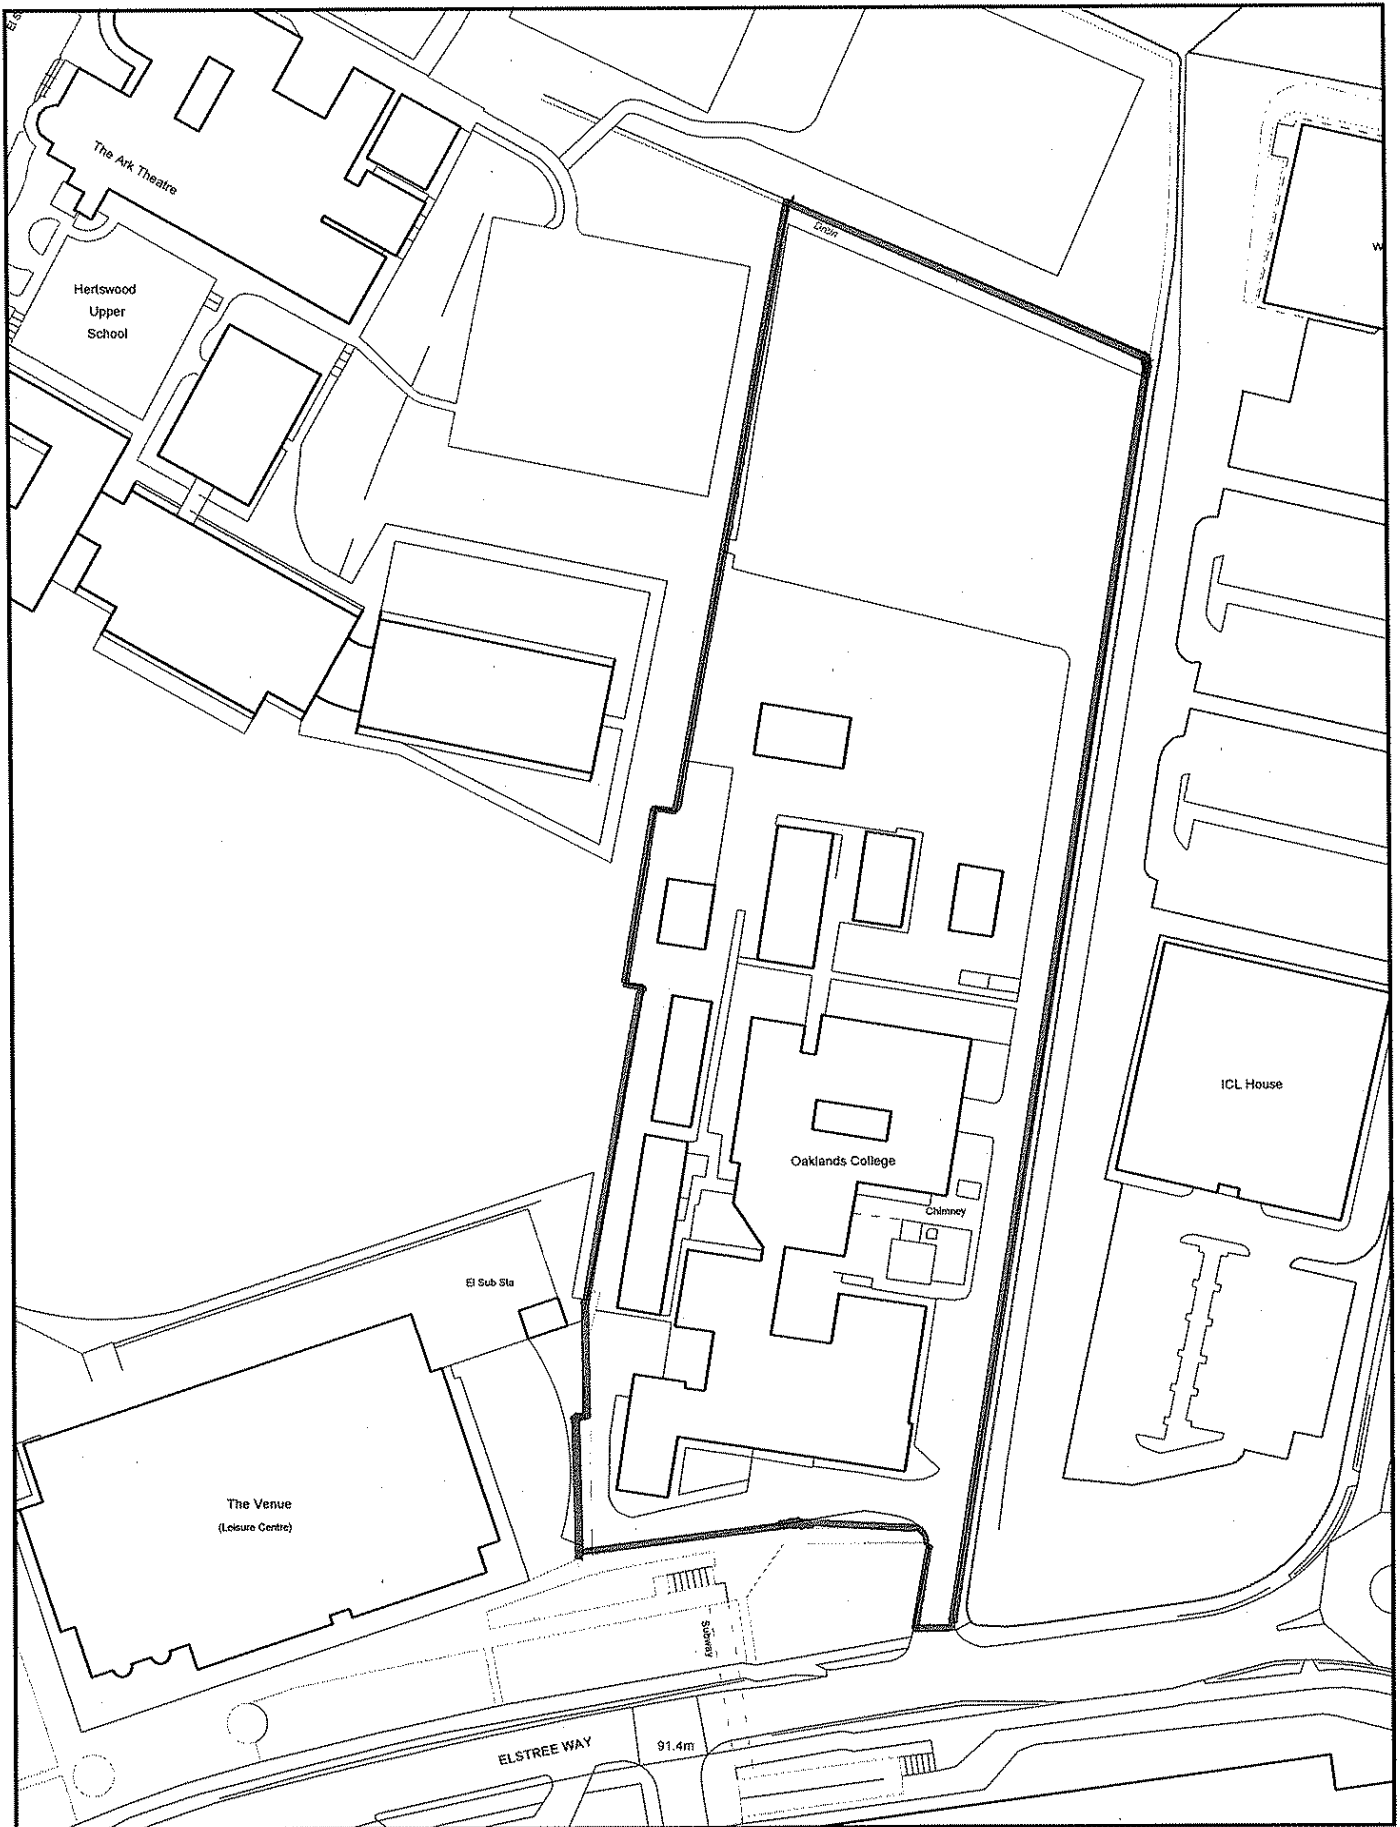 The Ark Theatre
Drain
Hertswood
Upper
School
ICL House
Oaklands College
Chimney
El Sub Sta
The Venue
(Leisure Centre)
Subway
ELSTREE WAY
91.4m